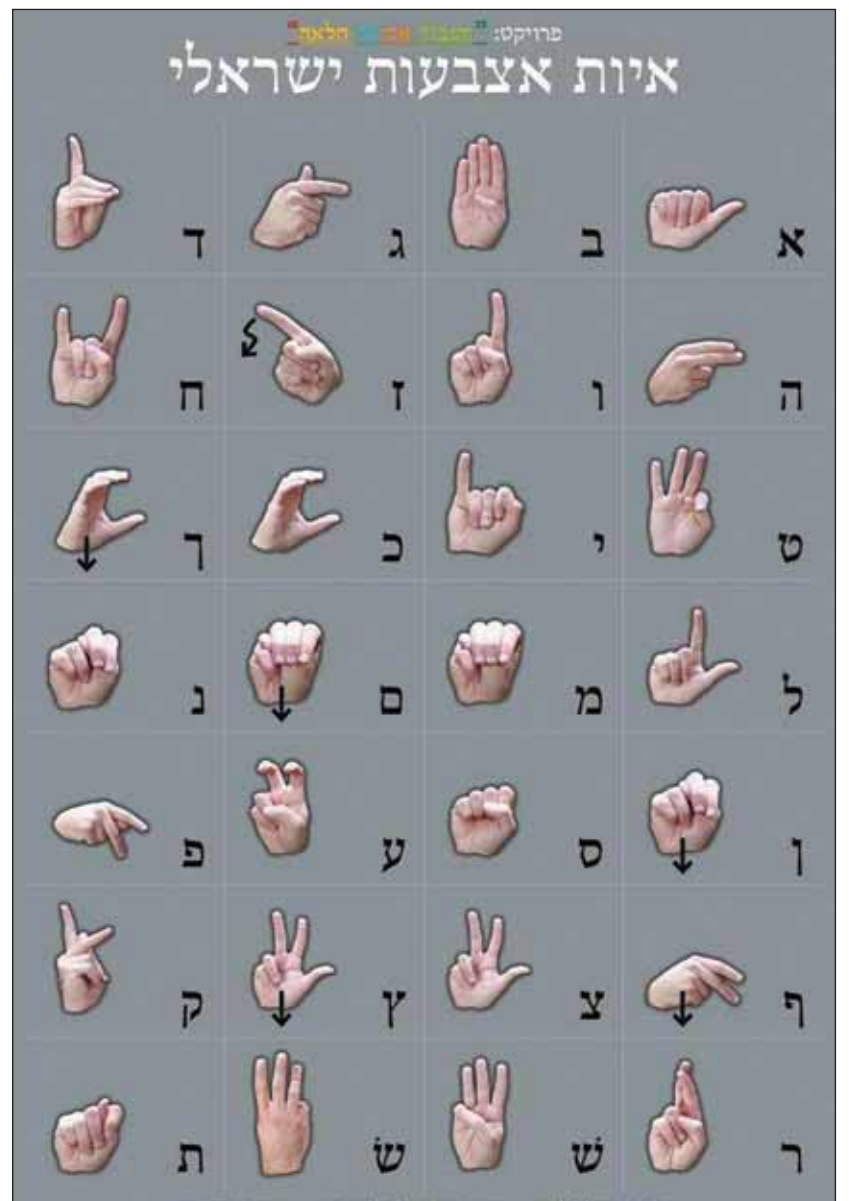 פרויקט:
איות אצבעות ישראלי
א ב ג ד
ה ו ז ח
ט י כ ך
ל מ ם נ
ן ס ע פ
ף צ ץ ק
ר שׁ שׂ ת